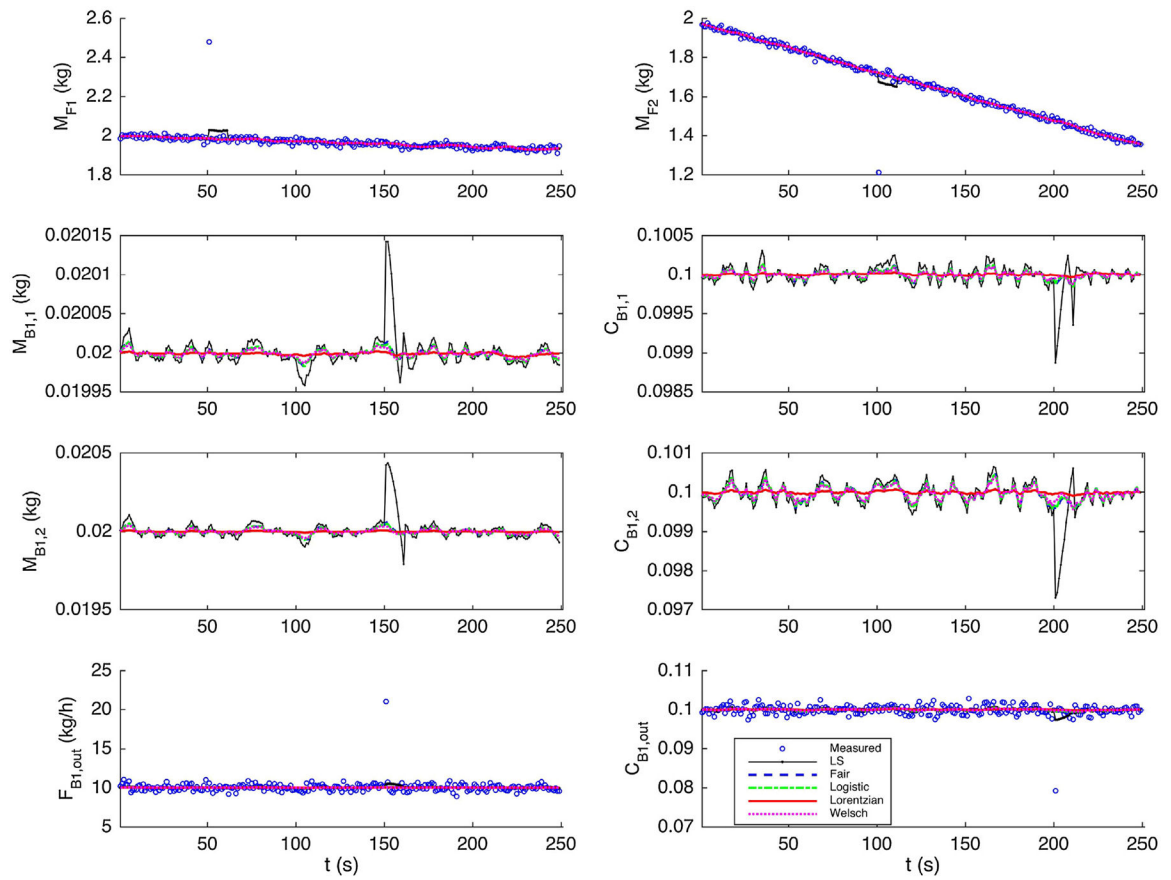 2.6
2.4
2.2
2
1.8
M_F1 (kg)
50 100 150 200 250
2
1.8
1.6
1.4
1.2
M_F2 (kg)
50 100 150 200 250
0.02015
0.0201
0.02005
0.02
0.01995
M_B1,1 (kg)
50 100 150 200 250
0.1005
0.1
0.0995
0.099
0.0985
C_B1,1
50 100 150 200 250
0.0205
0.02
0.0195
M_B1,2 (kg)
50 100 150 200 250
0.101
0.1
0.099
0.098
0.097
C_B1,2
50 100 150 200 250
25
20
15
10
5
F_B1,out (kg/h)
50 100 150 200 250
t (s)
0.11
0.1
0.09
0.08
0.07
C_B1,out
Measured
LS
Fair
Logistic
Lorentzian
Welsch
50 100 150 200 250
t (s)